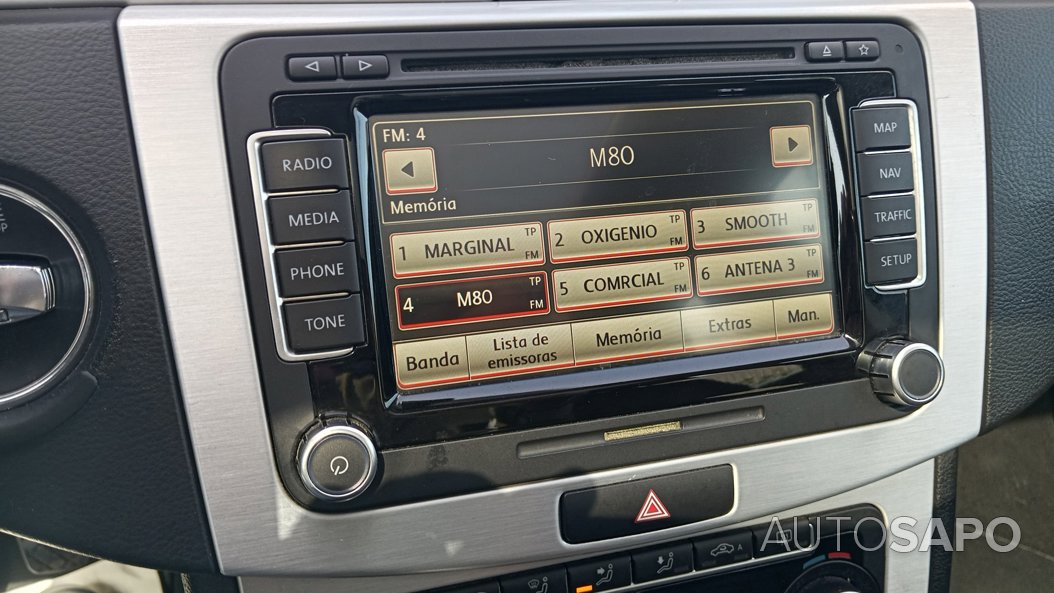 FM: 4
M80
Memória
1 MARGINAL TP FM
2 OXIGENIO TP FM
3 SMOOTH TP FM
4 M80 TP FM
5 COMRCIAL TP FM
6 ANTENA 3 TP FM
Banda
Lista de
emissoras
Memória
Extras
Man.
RADIO
MEDIA
PHONE
TONE
MAP
NAV
TRAFFIC
SETUP
AUTOSAPO